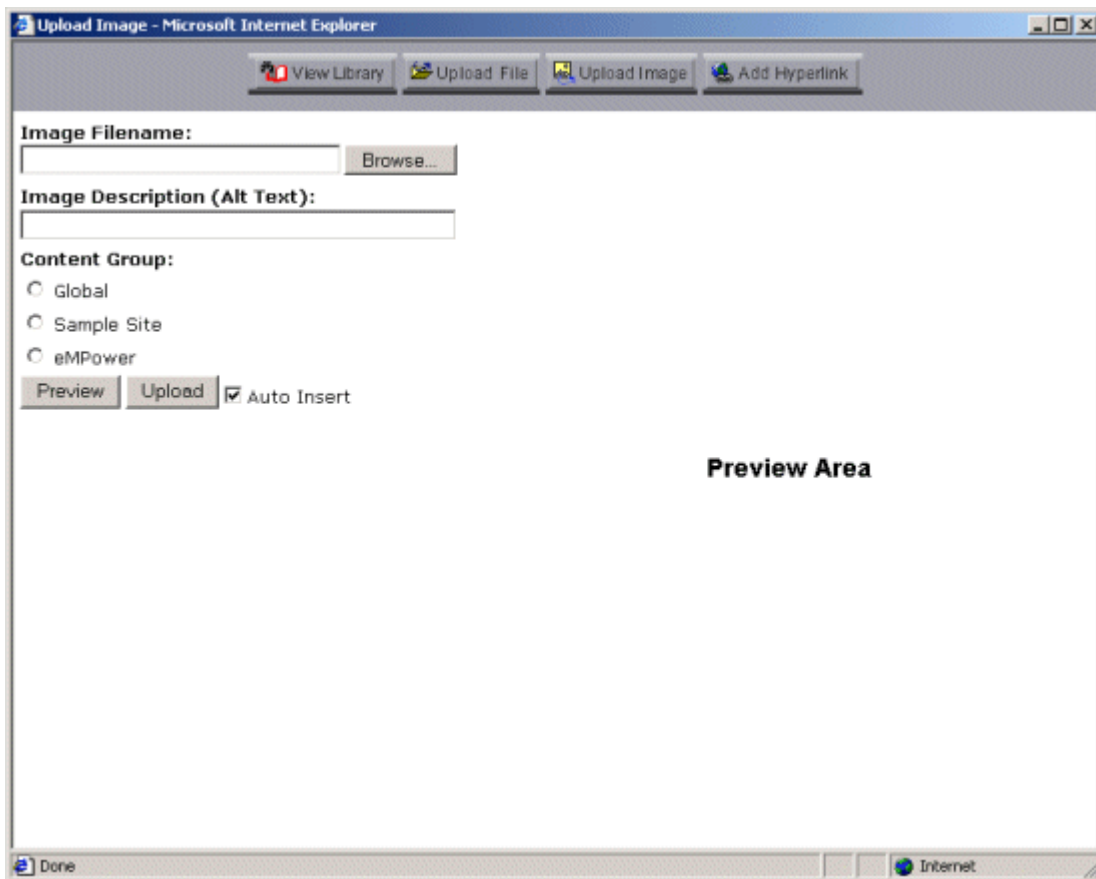 Upload Image - Microsoft Internet Explorer
View Library Upload File Upload Image Add Hyperlink
Image Filename:
Browse...
Image Description (Alt Text):
Content Group:
Global
Sample Site
eMPower
Preview Upload Auto Insert
Preview Area
Done Internet